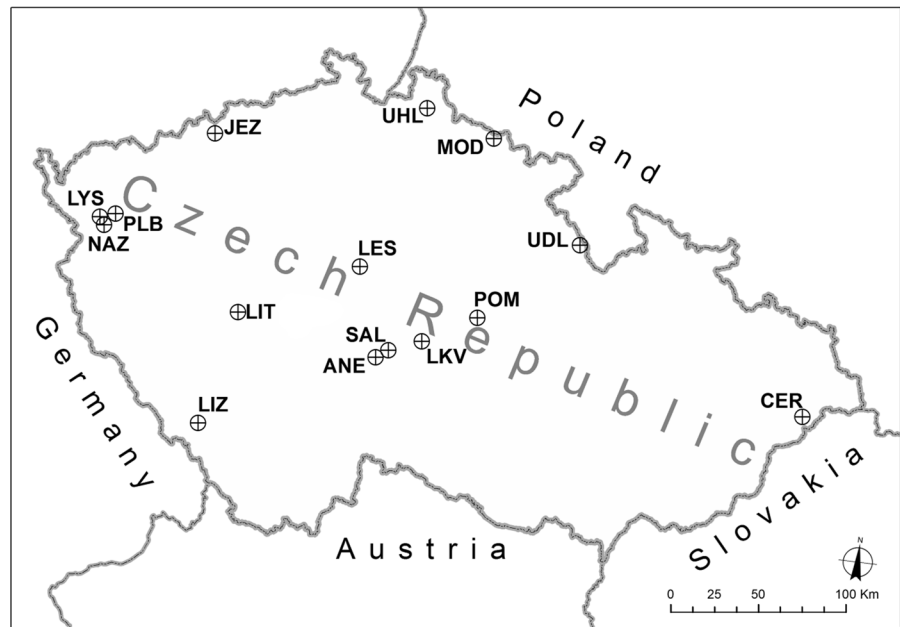 Poland
UHL
JEZ
MOD
LYS
PLB
NAZ
Czech Republic
UDL
LES
POM
LIT
SAL
LKV
ANE
Germany
LIZ
CER
Slovakia
Austria
N
0 25 50 100 Km